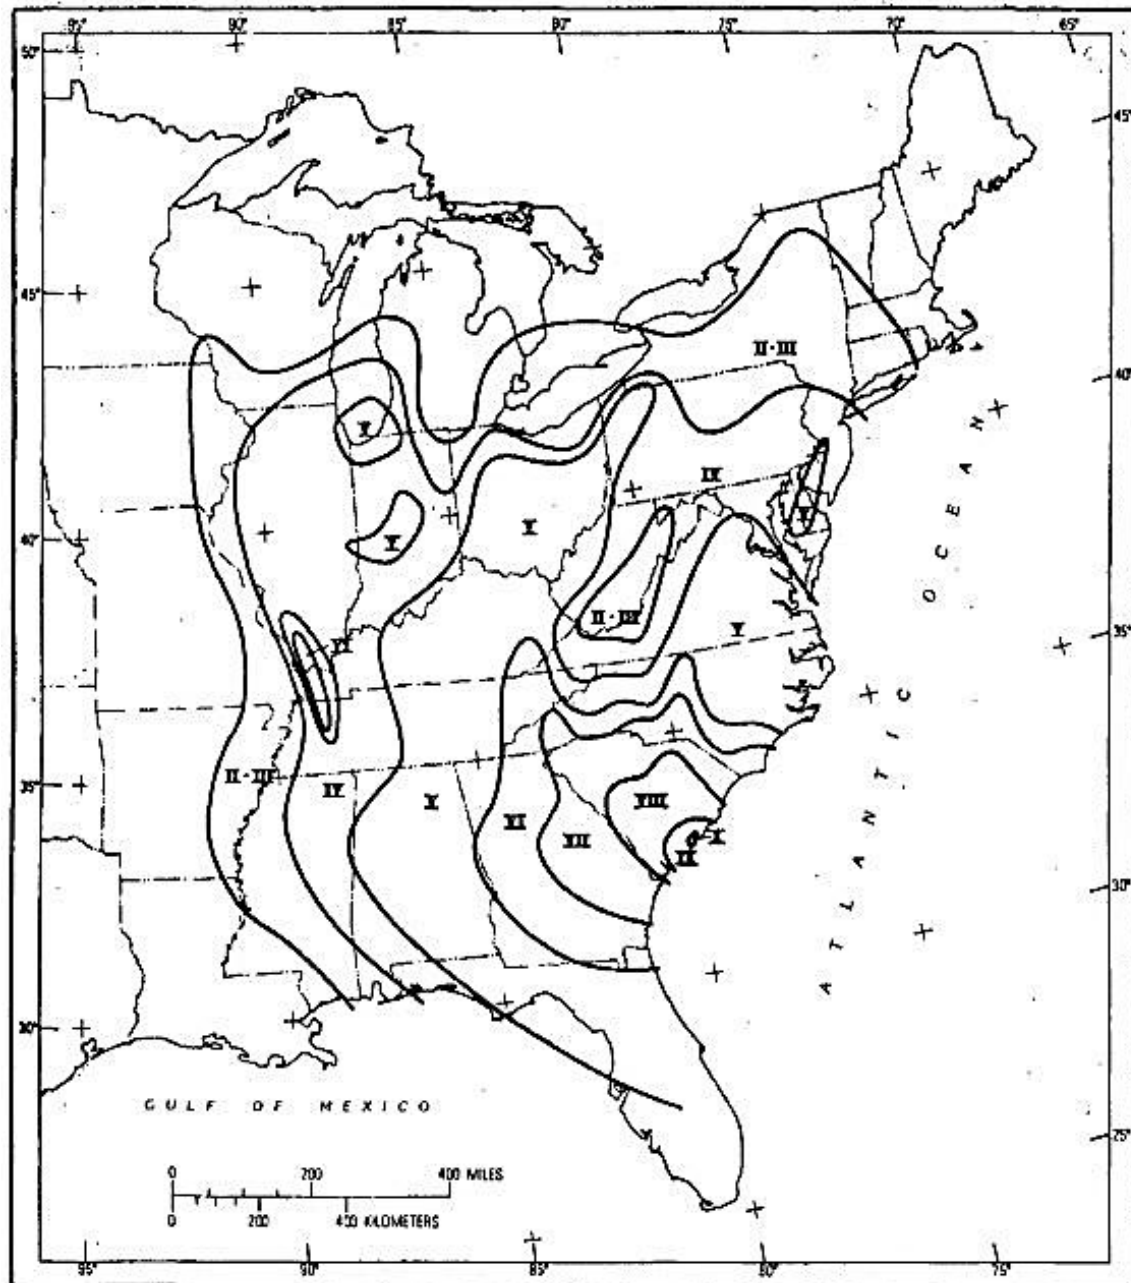 95° 90° 85° 80° 75° 70° 65°
50°
45°
45°
40°
II-III
V
IV
V
V
40°
V
II-III
V
35°
VI
II-III
IV
V
VI
VII
VIII
X
IX
35°
30°
30°
25°
ATLANTIC OCEAN
GULF OF MEXICO
0 200 400 MILES
0 200 400 KILOMETERS
95° 90° 85° 80° 75°